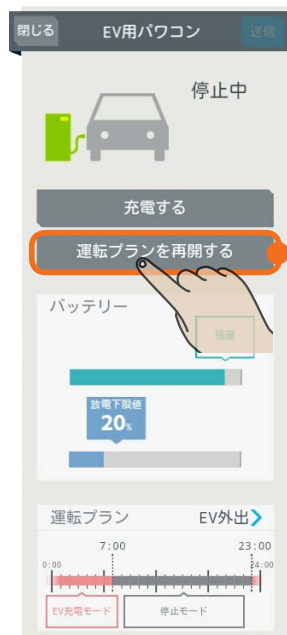 閉じる EV用パワコン 送信
停止中
充電する
運転プランを再開する
バッテリー
残量
放電下限値
20%
運転プラン EV外出
7:00 23:00
0:00 24:00
EV充電モード 停止モード